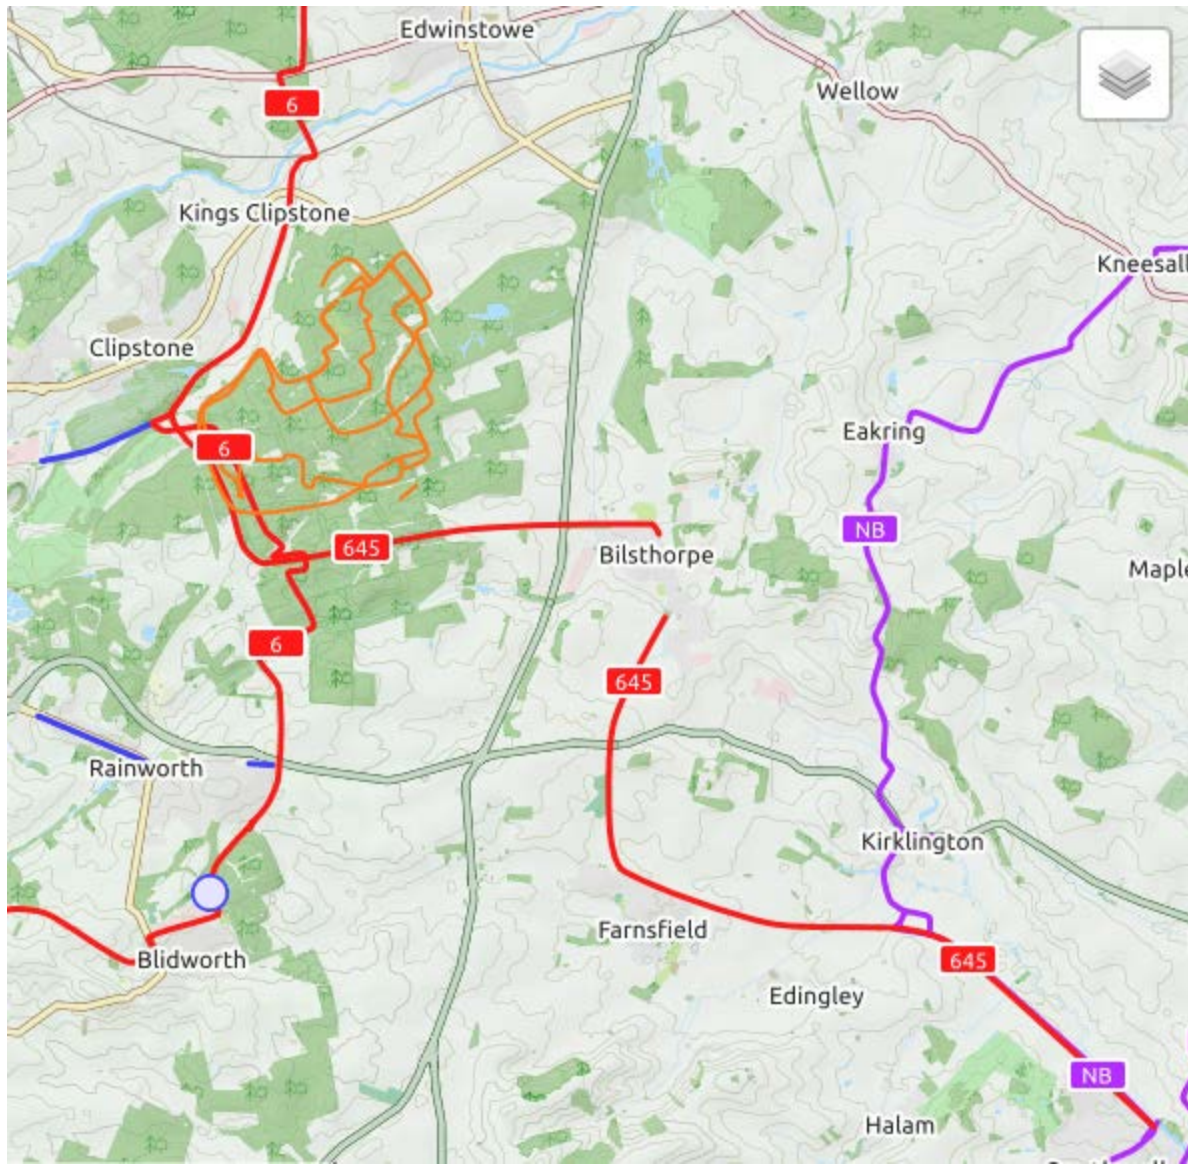 Edwinstowe
Wellow
6
Kings Clipstone
Kneesall
Clipstone
Eakring
6
NB
645
Bilsthorpe
6
645
Rainworth
Kirklington
Farnsfield
Blidworth
645
Edingley
NB
Halam